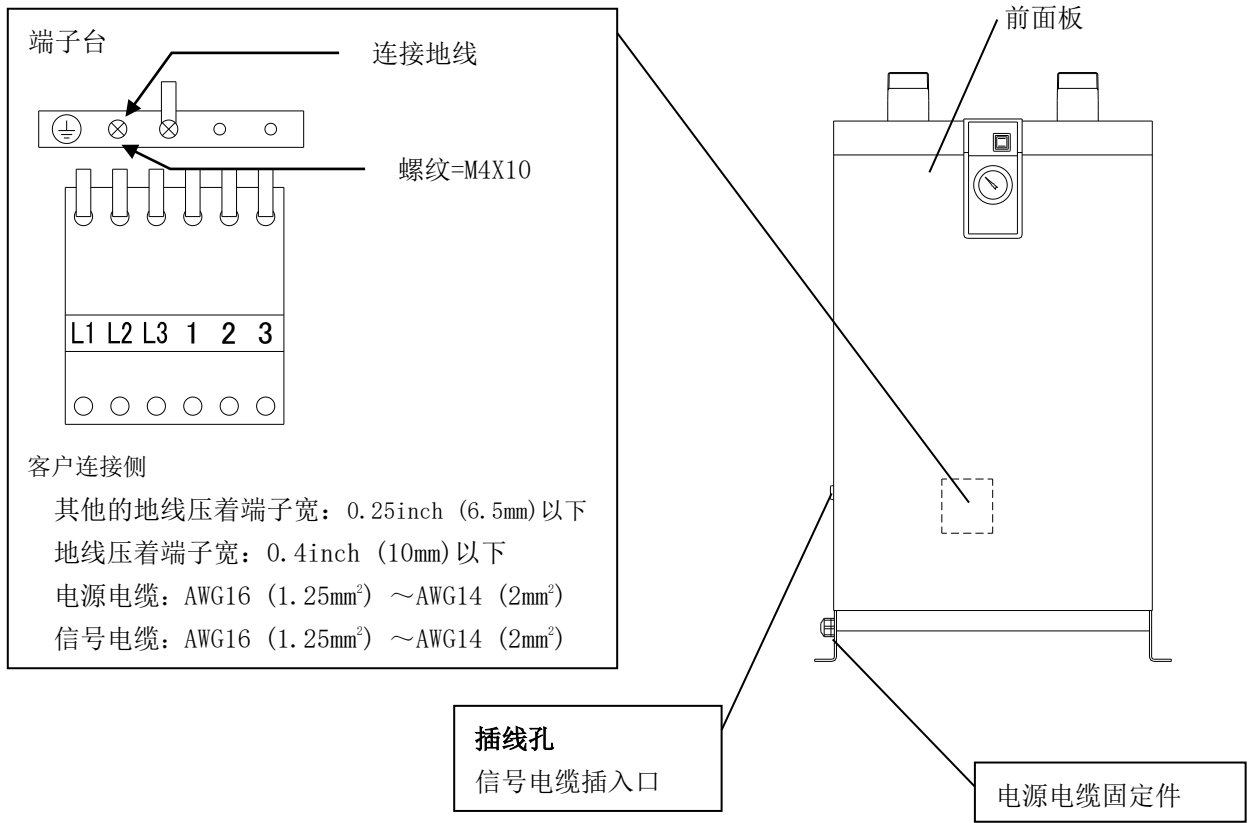 端子台
连接地线
螺纹=M4X10
L1 L2 L3 1 2 3
客户连接侧
其他的地线压着端子宽：0.25inch (6.5mm)以下
地线压着端子宽：0.4inch (10mm)以下
电源电缆：AWG16 (1.25mm²) ～AWG14 (2mm²)
信号电缆：AWG16 (1.25mm²) ～AWG14 (2mm²)
前面板
插线孔
信号电缆插入口
电源电缆固定件